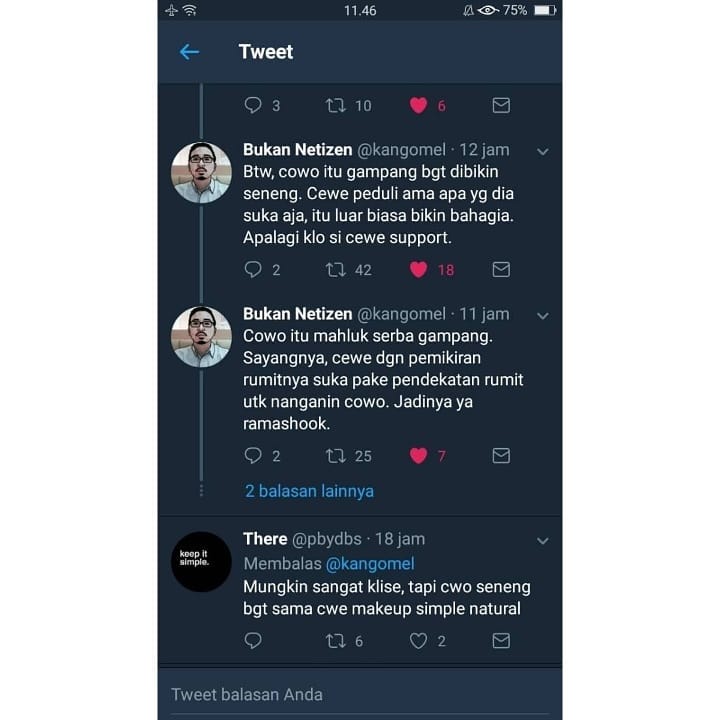 11.46
75%
Tweet
3 10 6
Bukan Netizen @kangomel · 12 jam
Btw, cowo itu gampang bgt dibikin
seneng. Cewe peduli ama apa yg dia
suka aja, itu luar biasa bikin bahagia.
Apalagi klo si cewe support.
2 42 18
Bukan Netizen @kangomel · 11 jam
Cowo itu mahluk serba gampang.
Sayangnya, cewe dgn pemikiran
rumitnya suka pake pendekatan rumit
utk nanganin cowo. Jadinya ya
ramashook.
2 25 7
2 balasan lainnya
keep it
simple.
There @pbydbs · 18 jam
Membalas @kangomel
Mungkin sangat klise, tapi cwo seneng
bgt sama cwe makeup simple natural
6 2
Tweet balasan Anda